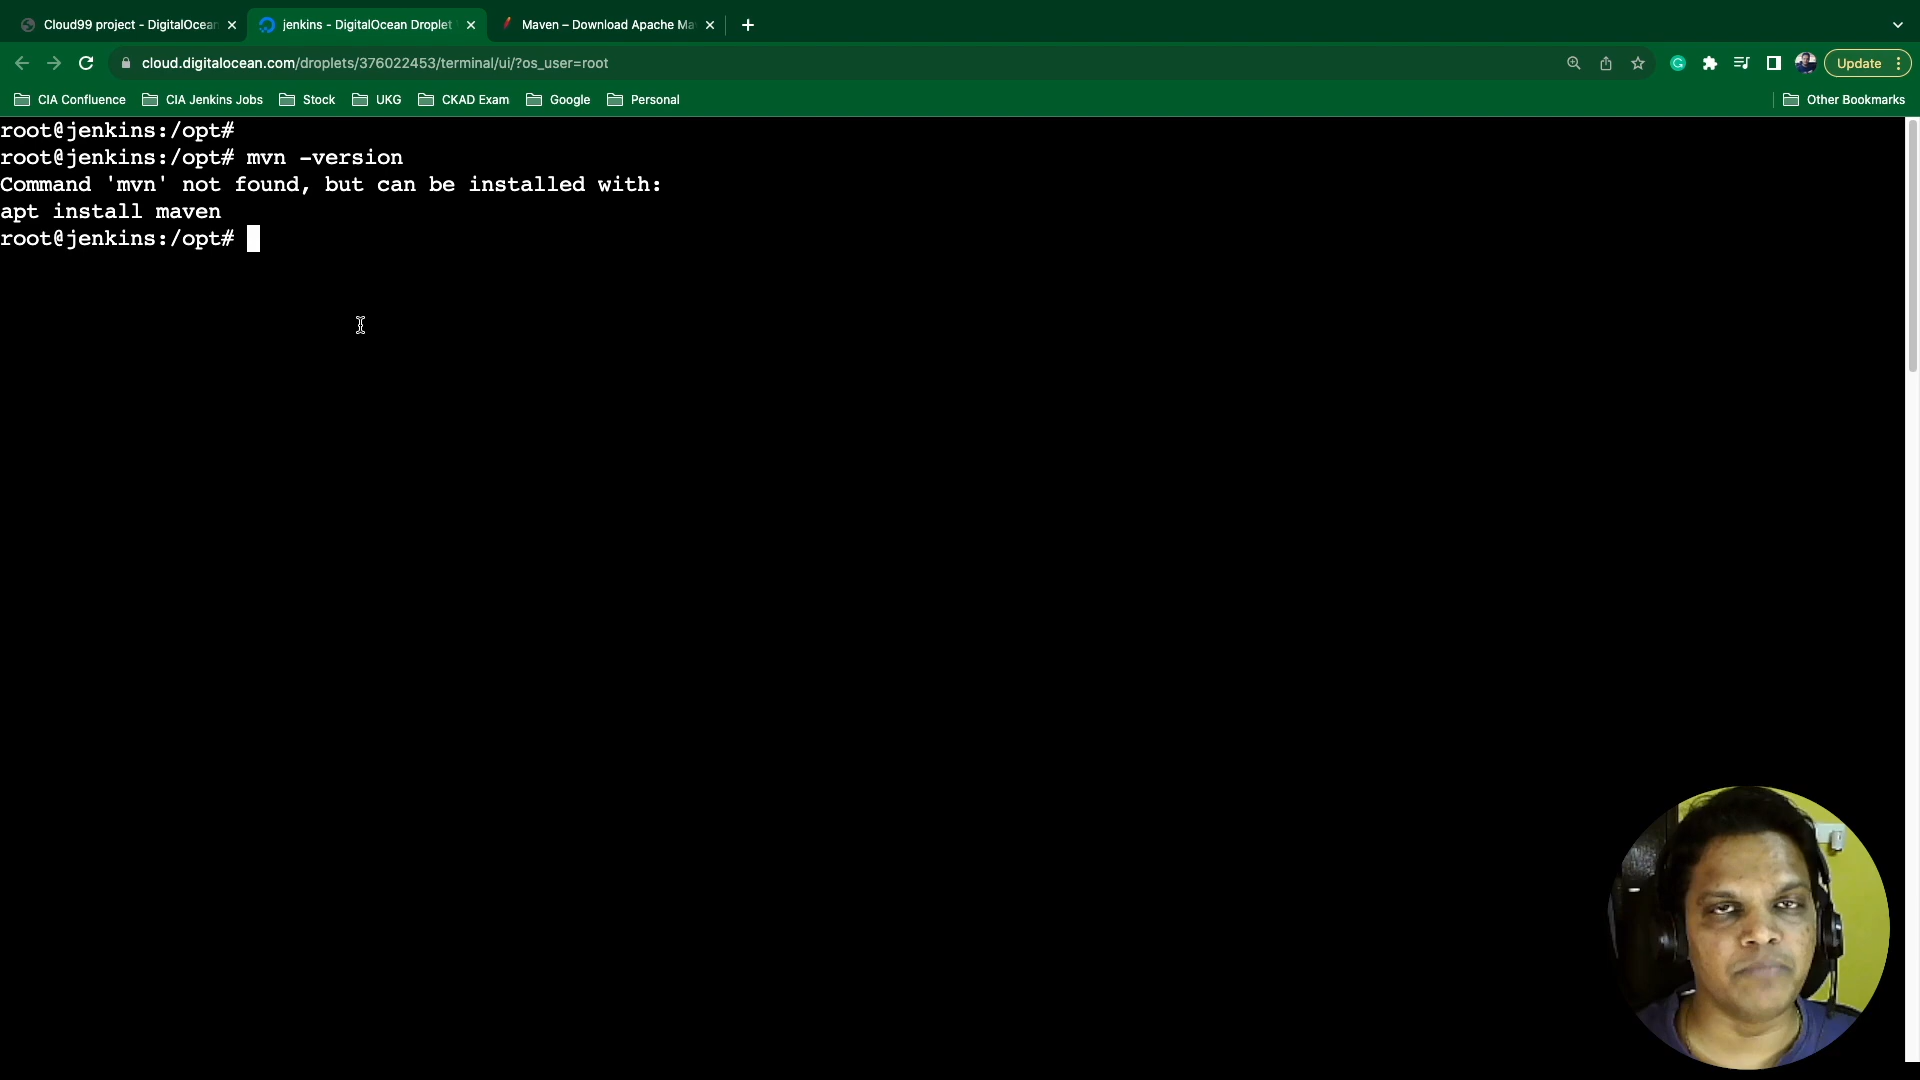 Cloud99 project - DigitalOcean
jenkins - DigitalOcean Droplet
Maven – Download Apache Ma
cloud.digitalocean.com/droplets/376022453/terminal/ui/?os_user=root
Update
CIA Confluence
CIA Jenkins Jobs
Stock
UKG
CKAD Exam
Google
Personal
Other Bookmarks
root@jenkins:/opt#
root@jenkins:/opt# mvn -version
Command 'mvn' not found, but can be installed with:
apt install maven
root@jenkins:/opt#